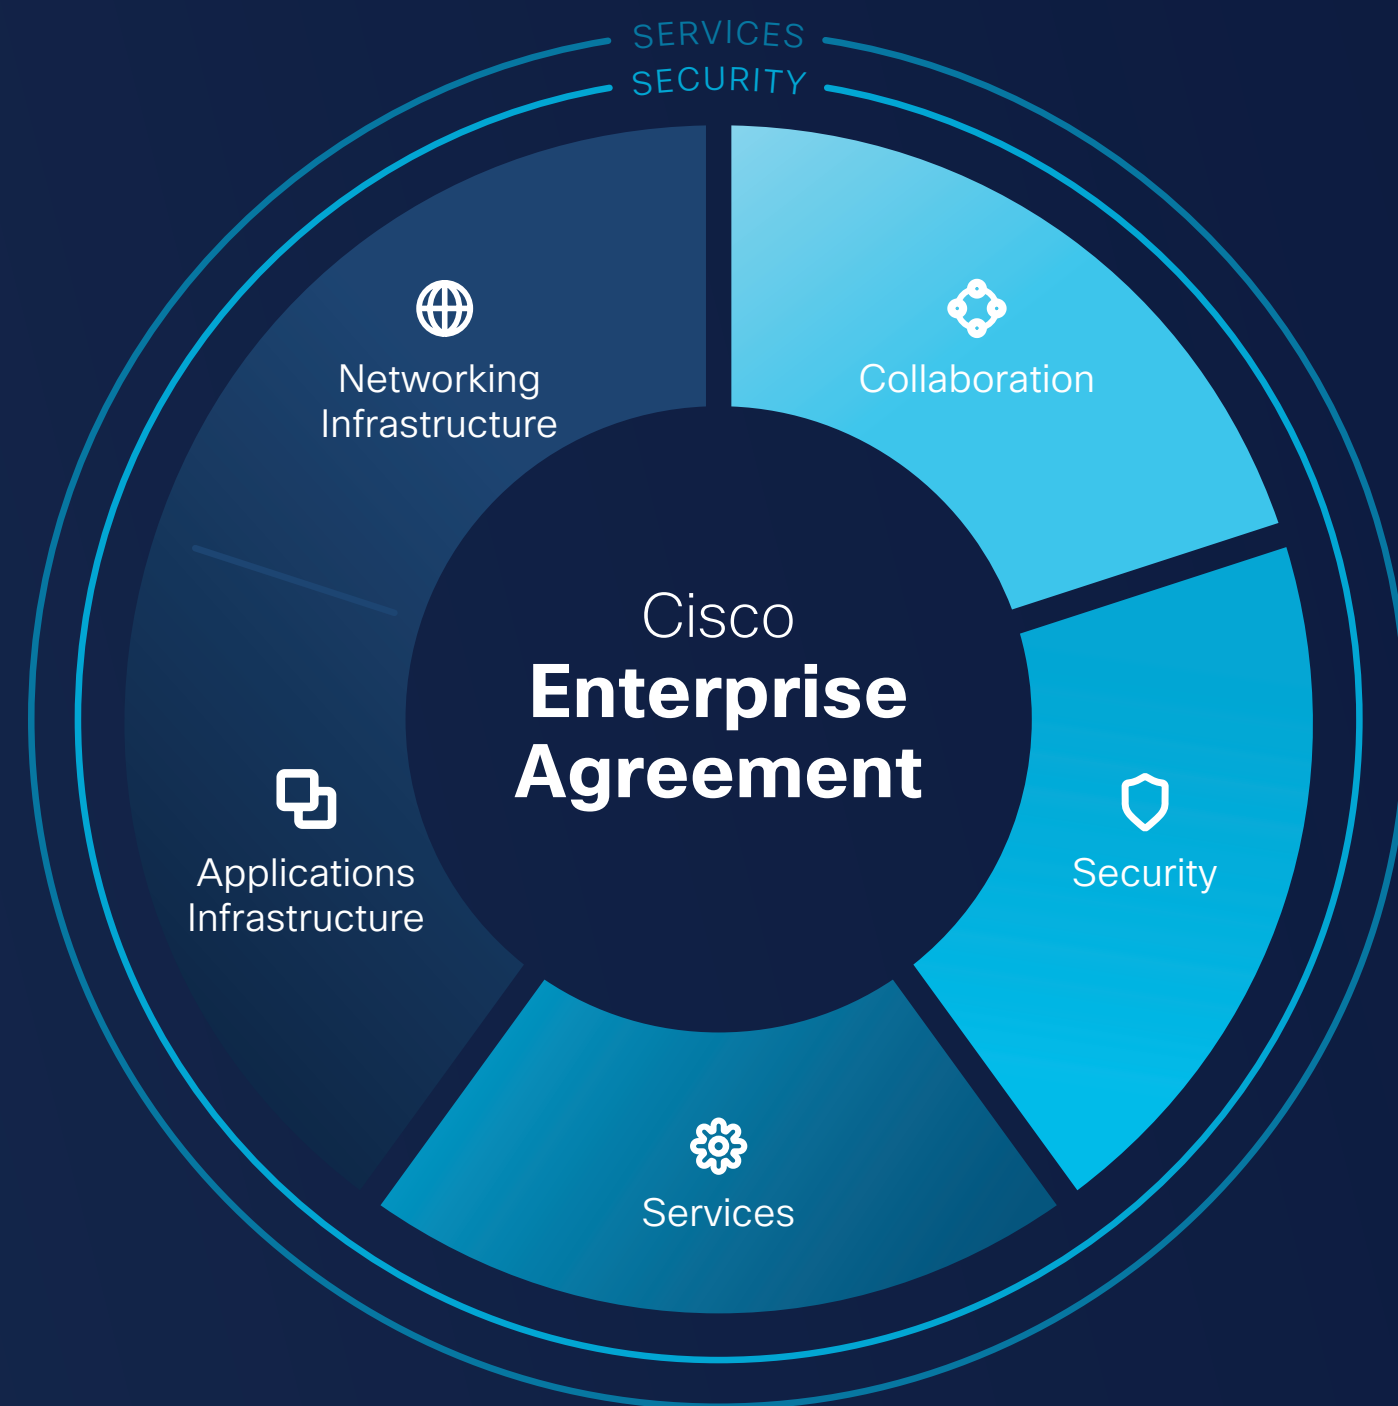 SERVICES
SECURITY
Networking
Infrastructure
Collaboration
Cisco
Enterprise
Agreement
Applications
Infrastructure
Security
Services